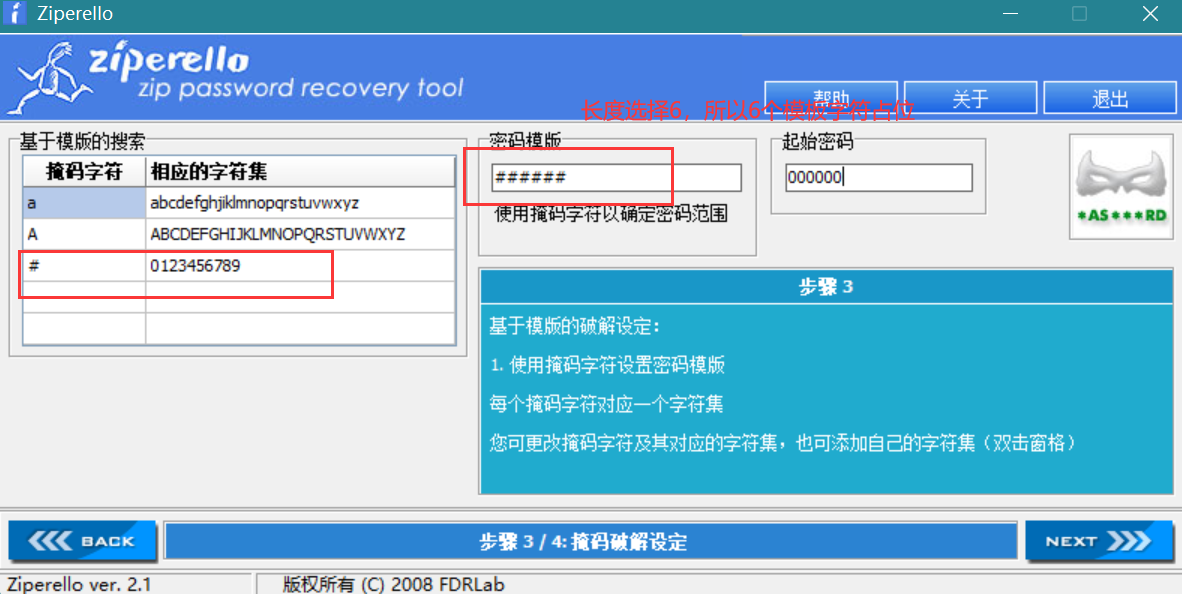 Ziperello
ziperello
zip password recovery tool
帮助
关于
退出
长度选择6，所以6个模板字符占位
基于模版的搜索
掩码字符 相应的字符集
a abcdefghijklmnopqrstuvwxyz
A ABCDEFGHIJKLMNOPQRSTUVWXYZ
# 0123456789
密码模版
######
使用掩码字符以确定密码范围
起始密码
000000
*AS***RD
步骤 3
基于模版的破解设定：
1. 使用掩码字符设置密码模版
每个掩码字符对应一个字符集
您可更改掩码字符及其对应的字符集，也可添加自己的字符集（双击窗格）
BACK
步骤 3 / 4: 掩码破解设定
NEXT
Ziperello ver. 2.1
版权所有 (C) 2008 FDRLab